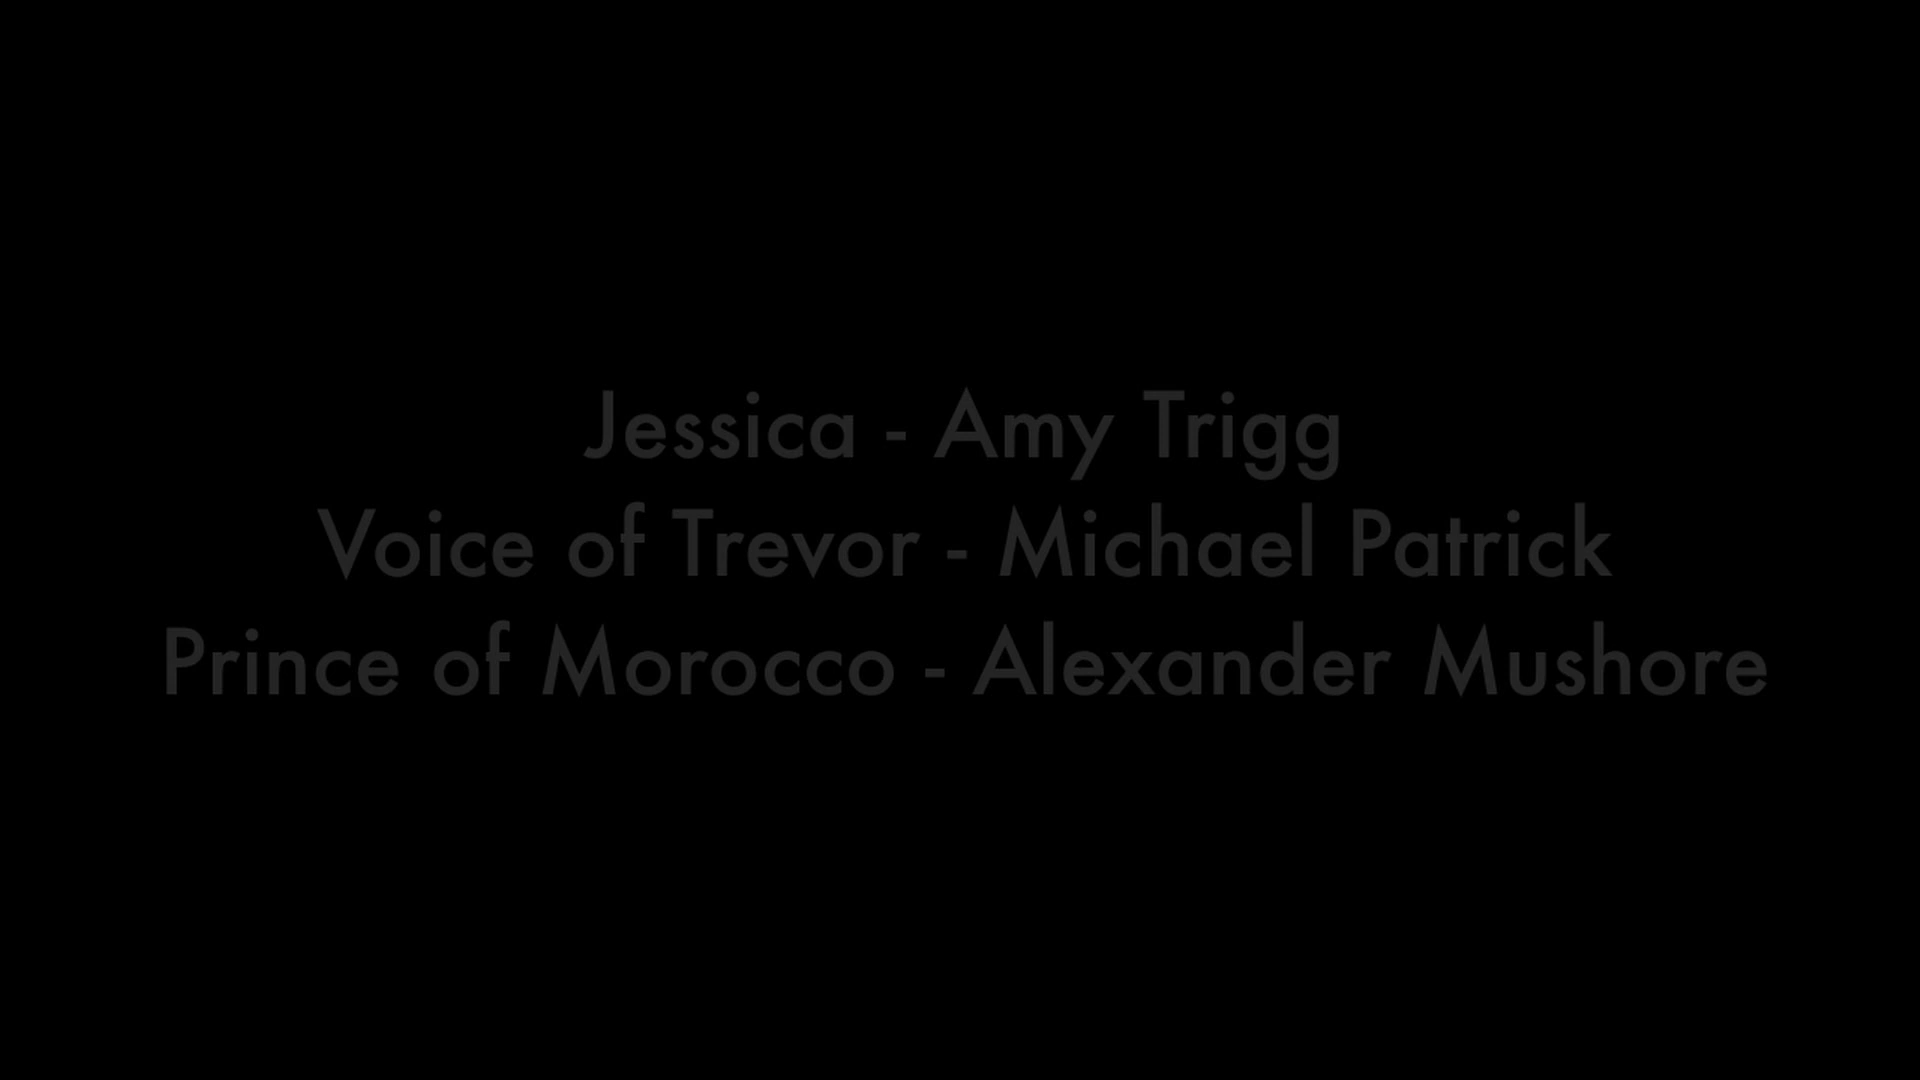 Jessica - Amy Trigg
Voice of Trevor - Michael Patrick
Prince of Morocco - Alexander Mushore